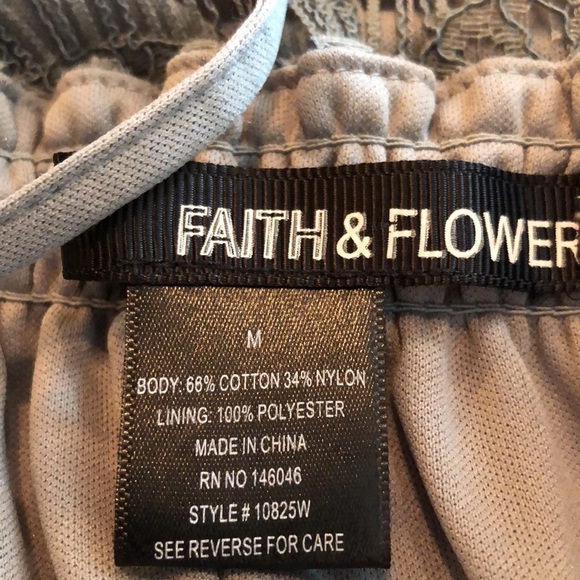 FAITH & FLOWER
M
BODY: 66% COTTON 34% NYLON
LINING: 100% POLYESTER
MADE IN CHINA
RN NO 146046
STYLE # 10825W
SEE REVERSE FOR CARE